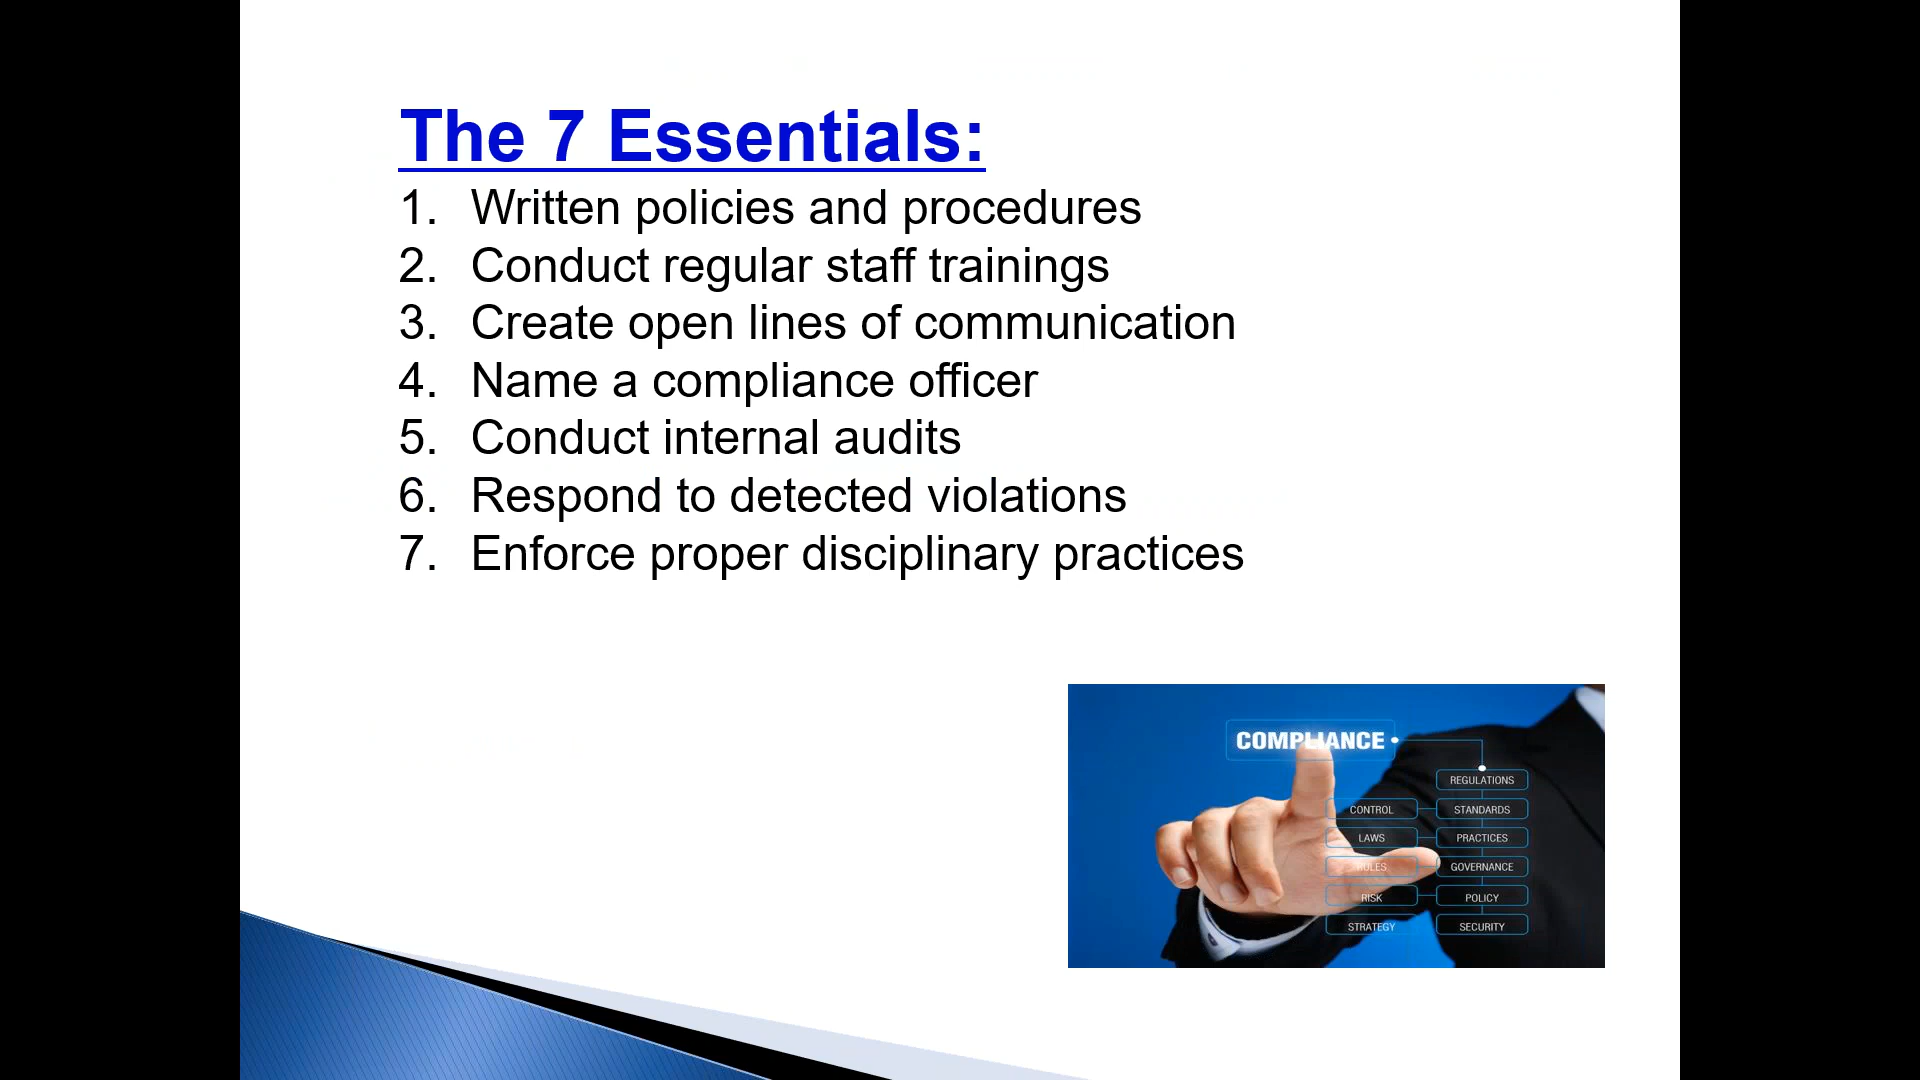 The 7 Essentials:
1. Written policies and procedures
2. Conduct regular staff trainings
3. Create open lines of communication
4. Name a compliance officer
5. Conduct internal audits
6. Respond to detected violations
7. Enforce proper disciplinary practices
COMPLIANCE
REGULATIONS
CONTROL STANDARDS
LAWS PRACTICES
RULES GOVERNANCE
RISK POLICY
STRATEGY SECURITY